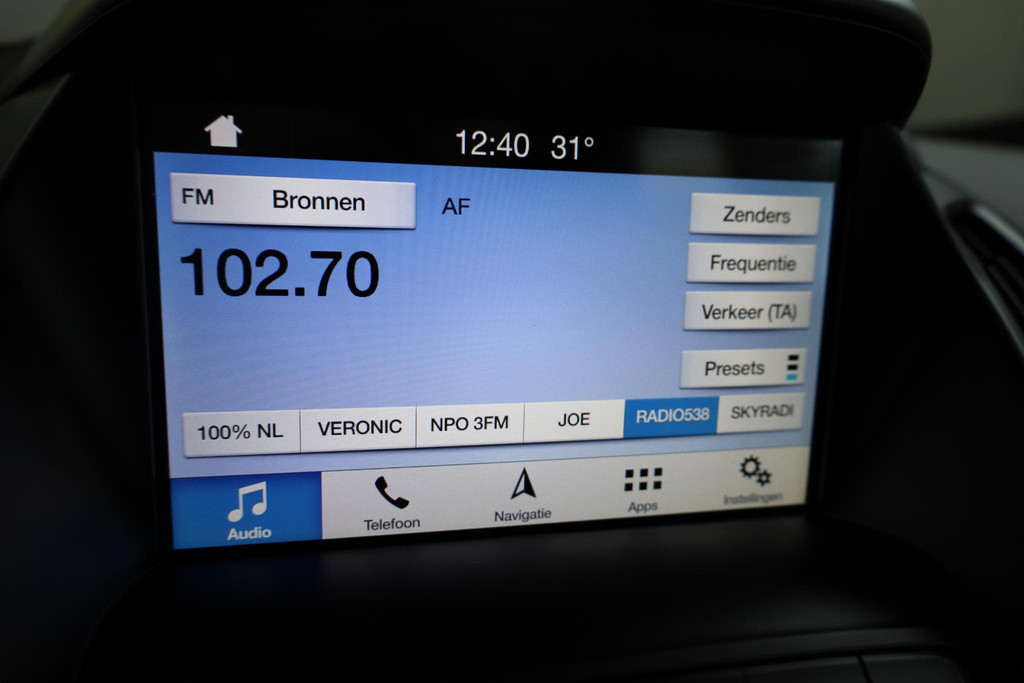 12:40 31°
FM Bronnen AF
102.70
Zenders
Frequentie
Verkeer (TA)
Presets
100% NL VERONIC NPO 3FM JOE RADIO538 SKYRADI
Audio Telefoon Navigatie Apps Instellingen